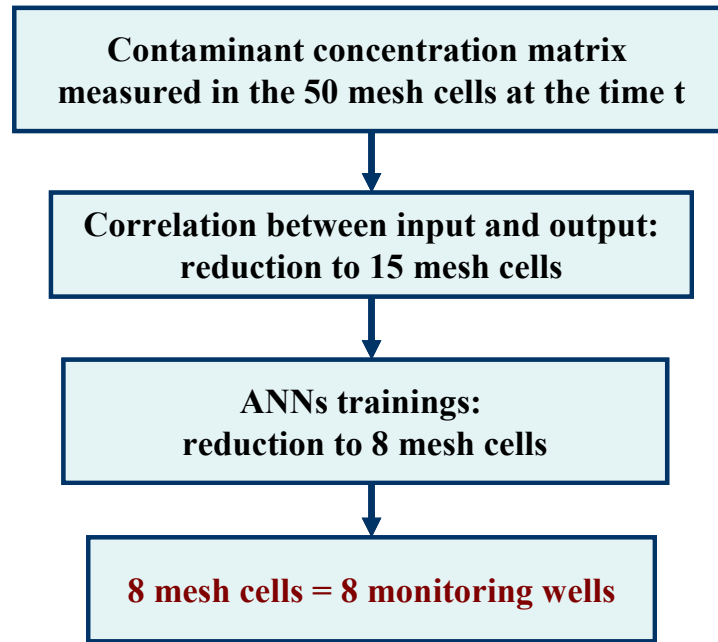 Contaminant concentration matrix
measured in the 50 mesh cells at the time t
Correlation between input and output:
reduction to 15 mesh cells
ANNs trainings:
reduction to 8 mesh cells
8 mesh cells = 8 monitoring wells